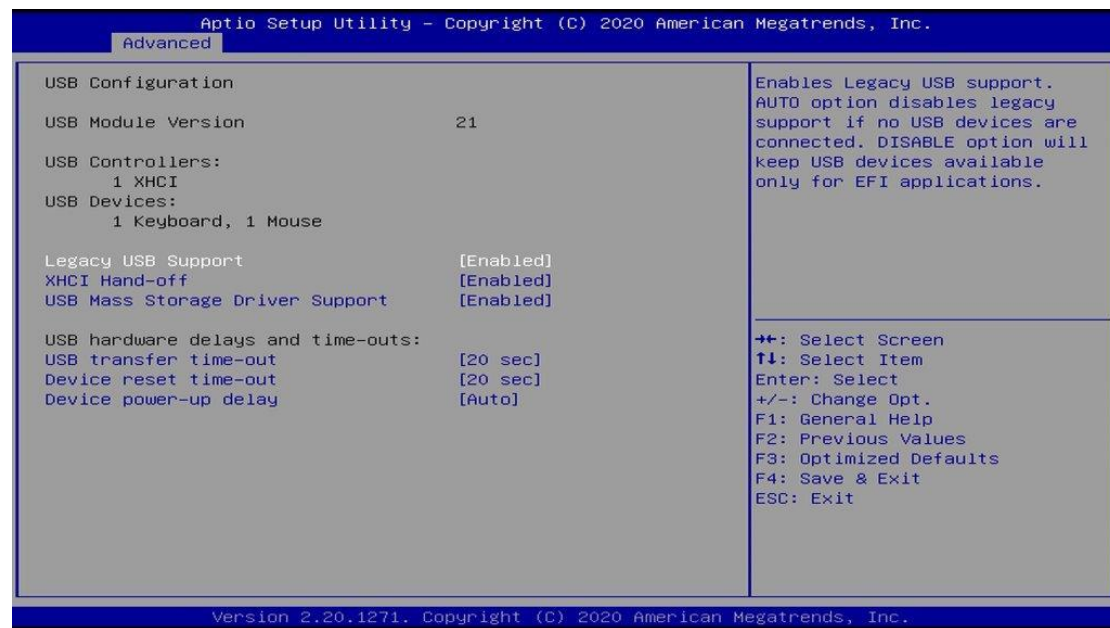 Aptio Setup Utility – Copyright (C) 2020 American Megatrends, Inc.
Advanced
USB Configuration
USB Module Version 21
USB Controllers:
1 XHCI
USB Devices:
1 Keyboard, 1 Mouse
Legacy USB Support [Enabled]
XHCI Hand-off [Enabled]
USB Mass Storage Driver Support [Enabled]
USB hardware delays and time-outs:
USB transfer time-out [20 sec]
Device reset time-out [20 sec]
Device power-up delay [Auto]
Enables Legacy USB support.
AUTO option disables legacy
support if no USB devices are
connected. DISABLE option will
keep USB devices available
only for EFI applications.
→←: Select Screen
↑↓: Select Item
Enter: Select
+/-: Change Opt.
F1: General Help
F2: Previous Values
F3: Optimized Defaults
F4: Save & Exit
ESC: Exit
Version 2.20.1271. Copyright (C) 2020 American Megatrends, Inc.